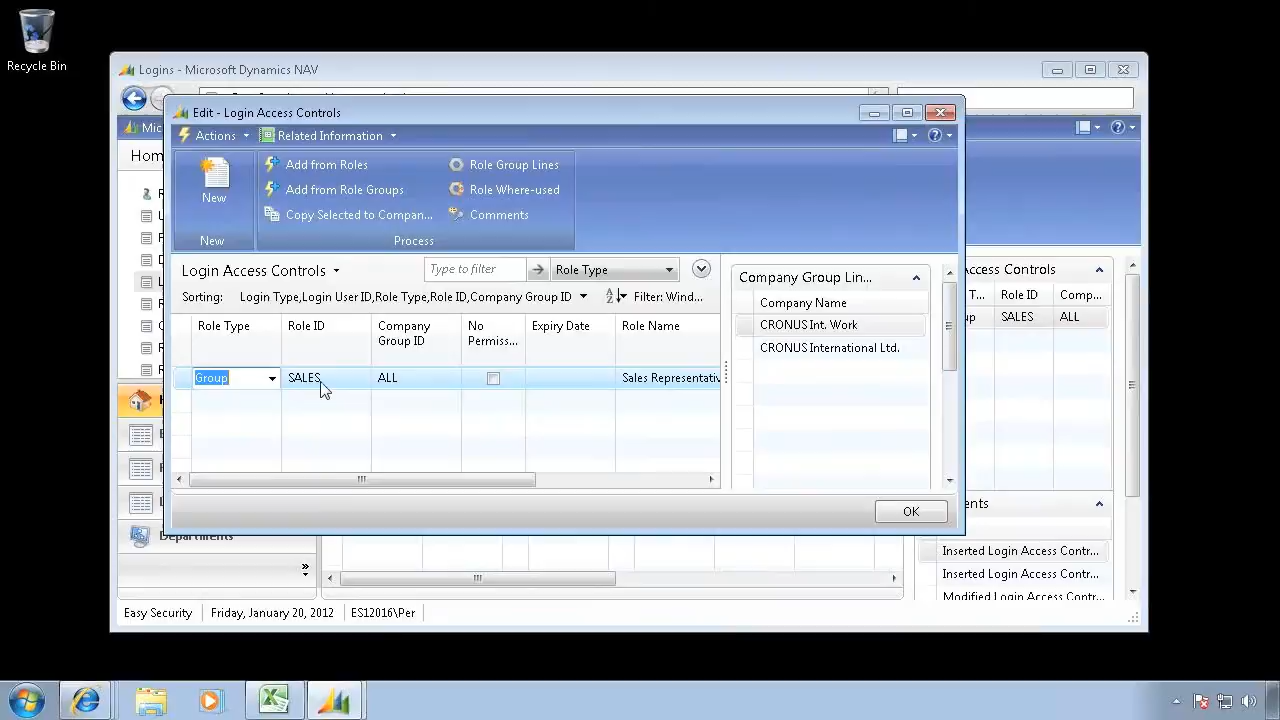 Recycle Bin
Logins - Microsoft Dynamics NAV
Edit - Login Access Controls
Actions
Related Information
Mic
Hom
New
Add from Roles
Add from Role Groups
Copy Selected to Compan...
Role Group Lines
Role Where-used
Comments
New
Process
Login Access Controls
Type to filter
Role Type
Sorting: Login Type,Login User ID,Role Type,Role ID,Company Group ID
Filter: Wind...
Role Type
Role ID
Company
Group ID
No
Permiss...
Expiry Date
Role Name
Group
SALES
ALL
Sales Representativ
Company Group Lin...
Company Name
CRONUS Int. Work
CRONUS International Ltd.
OK
ccess Controls
T...
Role ID
Comp...
up
SALES
ALL
Departments
ents
Inserted Login Access Contr...
Inserted Login Access Contr...
Modified Login Access Contr...
Easy Security
Friday, January 20, 2012
ES12016\Per